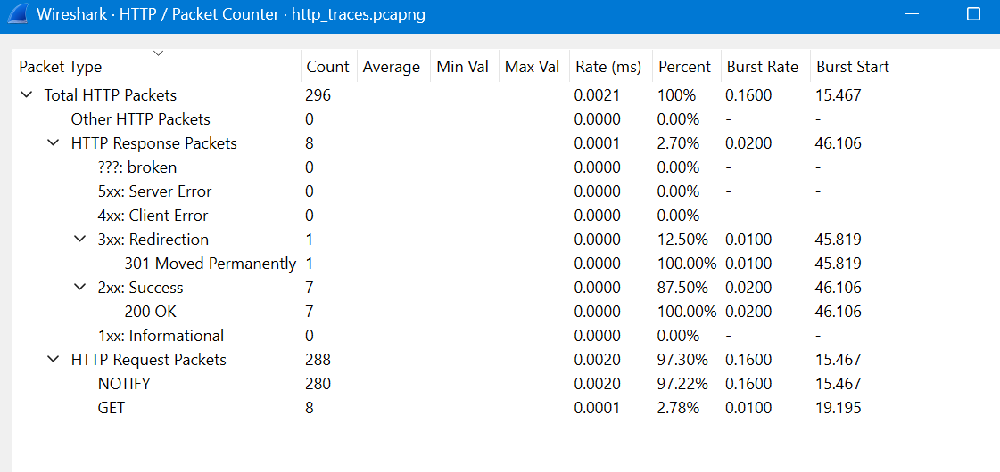 Wireshark · HTTP / Packet Counter · http_traces.pcapng
Packet Type Count Average Min Val Max Val Rate (ms) Percent Burst Rate Burst Start
Total HTTP Packets 296 0.0021 100% 0.1600 15.467
Other HTTP Packets 0 0.0000 0.00% - -
HTTP Response Packets 8 0.0001 2.70% 0.0200 46.106
???: broken 0 0.0000 0.00% - -
5xx: Server Error 0 0.0000 0.00% - -
4xx: Client Error 0 0.0000 0.00% - -
3xx: Redirection 1 0.0000 12.50% 0.0100 45.819
301 Moved Permanently 1 0.0000 100.00% 0.0100 45.819
2xx: Success 7 0.0000 87.50% 0.0200 46.106
200 OK 7 0.0000 100.00% 0.0200 46.106
1xx: Informational 0 0.0000 0.00% - -
HTTP Request Packets 288 0.0020 97.30% 0.1600 15.467
NOTIFY 280 0.0020 97.22% 0.1600 15.467
GET 8 0.0001 2.78% 0.0100 19.195